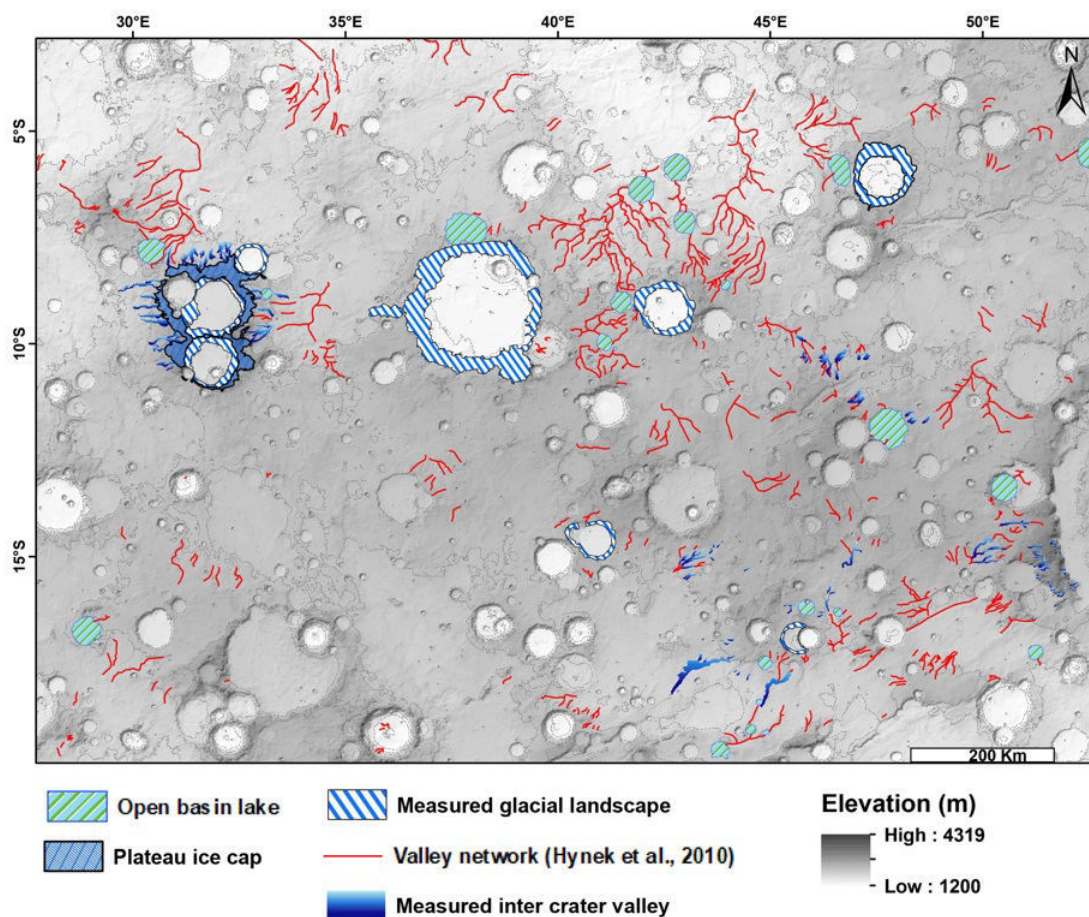 30°E 35°E 40°E 45°E 50°E
N
5°S
10°S
15°S
200 Km
Open basin lake
Measured glacial landscape
Elevation (m)
High : 4319
Plateau ice cap
Valley network (Hynek et al., 2010)
Low : 1200
Measured inter crater valley